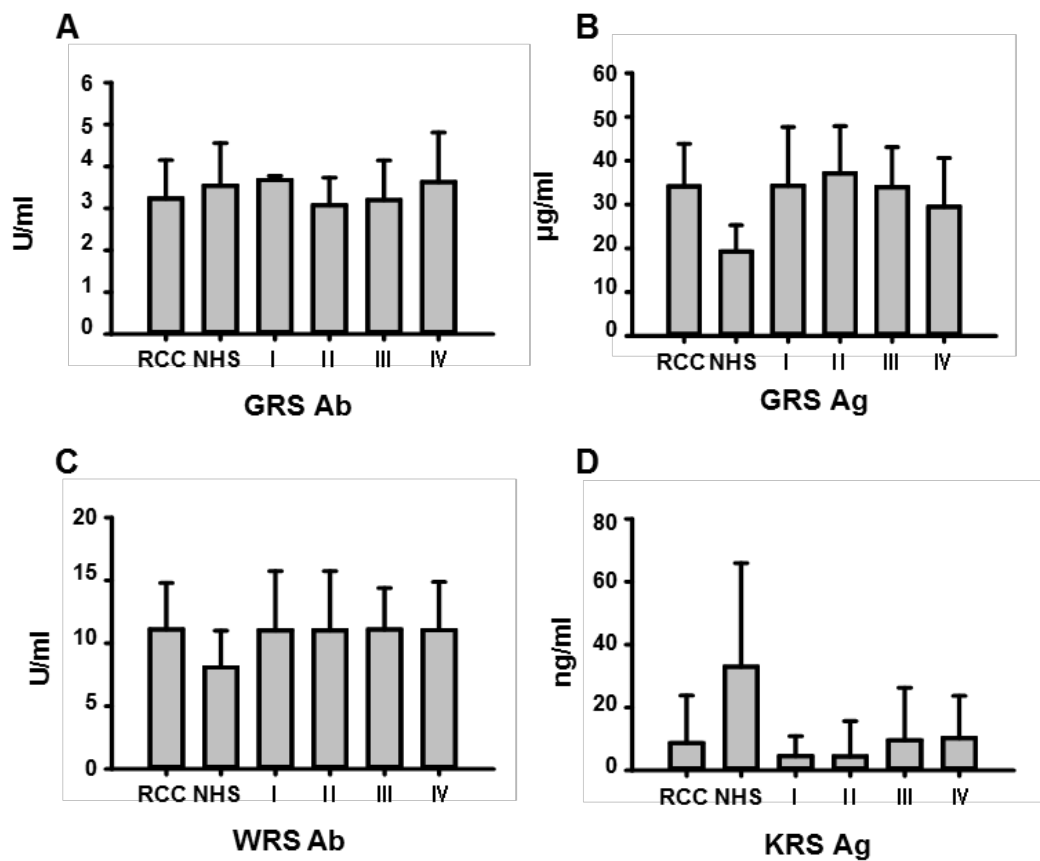 A
6
5
4
3
2
1
0
U/ml
RCC NHS I II III IV
GRS Ab
B
60
50
40
30
20
10
0
µg/ml
RCC NHS I II III IV
GRS Ag
C
20
15
10
5
0
U/ml
RCC NHS I II III IV
WRS Ab
D
80
60
40
20
0
ng/ml
RCC NHS I II III IV
KRS Ag